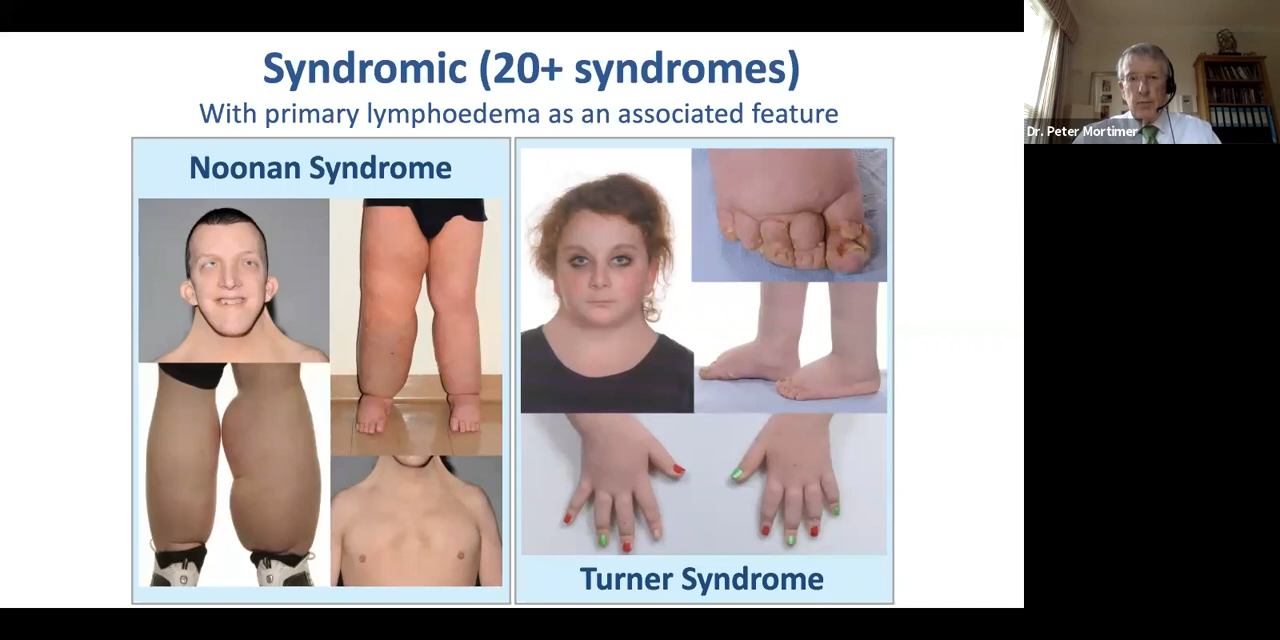 Syndromic (20+ syndromes)
With primary lymphoedema as an associated feature
Noonan Syndrome
Turner Syndrome
Dr. Peter Mortimer